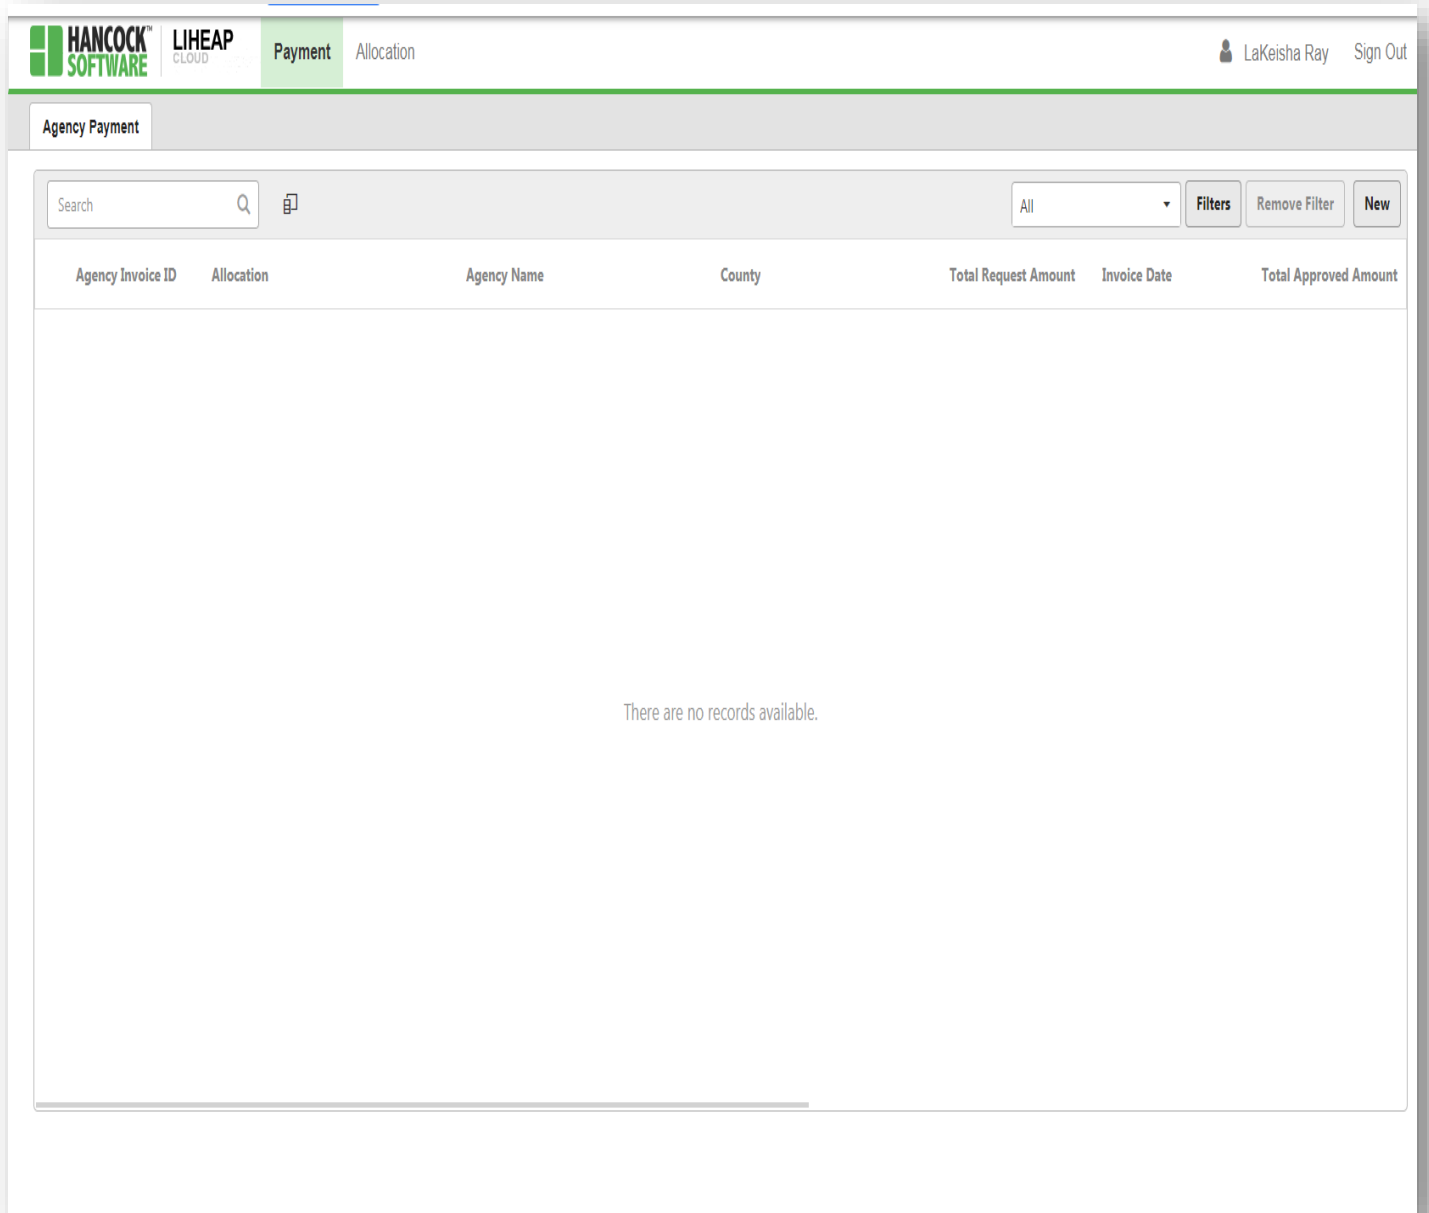 HANCOCK™
SOFTWARE
LIHEAP
CLOUD
Payment Allocation LaKeisha Ray Sign Out
Agency Payment
Search All Filters Remove Filter New
Agency Invoice ID Allocation Agency Name County Total Request Amount Invoice Date Total Approved Amount
There are no records available.